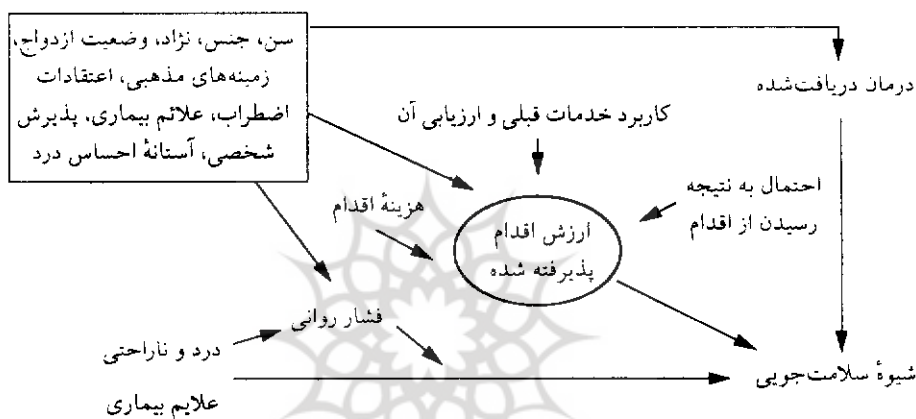 سن، جنس، نژاد، وضعیت ازدواج،
زمینه‌های مذهبی، اعتقادات
اضطراب، علائم بیماری، پذیرش
شخصی، آستانهٔ احساس درد
درمان دریافت‌شده
کاربرد خدمات قبلی و ارزیابی آن
احتمال به نتیجه
رسیدن از اقدام
هزینهٔ اقدام
ارزش اقدام
پذیرفته شده
فشار روانی
درد و ناراحتی
شیوهٔ سلامت‌جویی
علایم بیماری